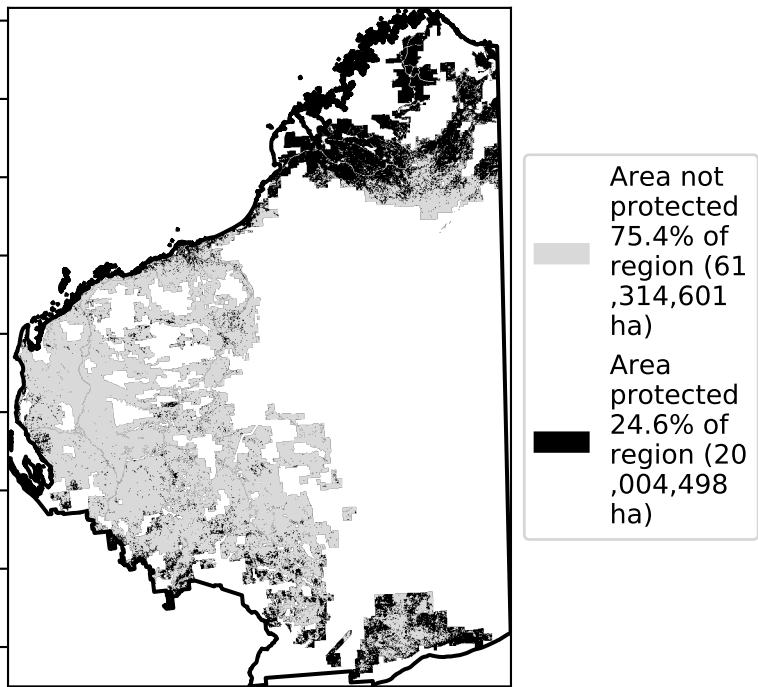 Area not
protected
75.4% of
region (61
,314,601
ha)
Area
protected
24.6% of
region (20
,004,498
ha)